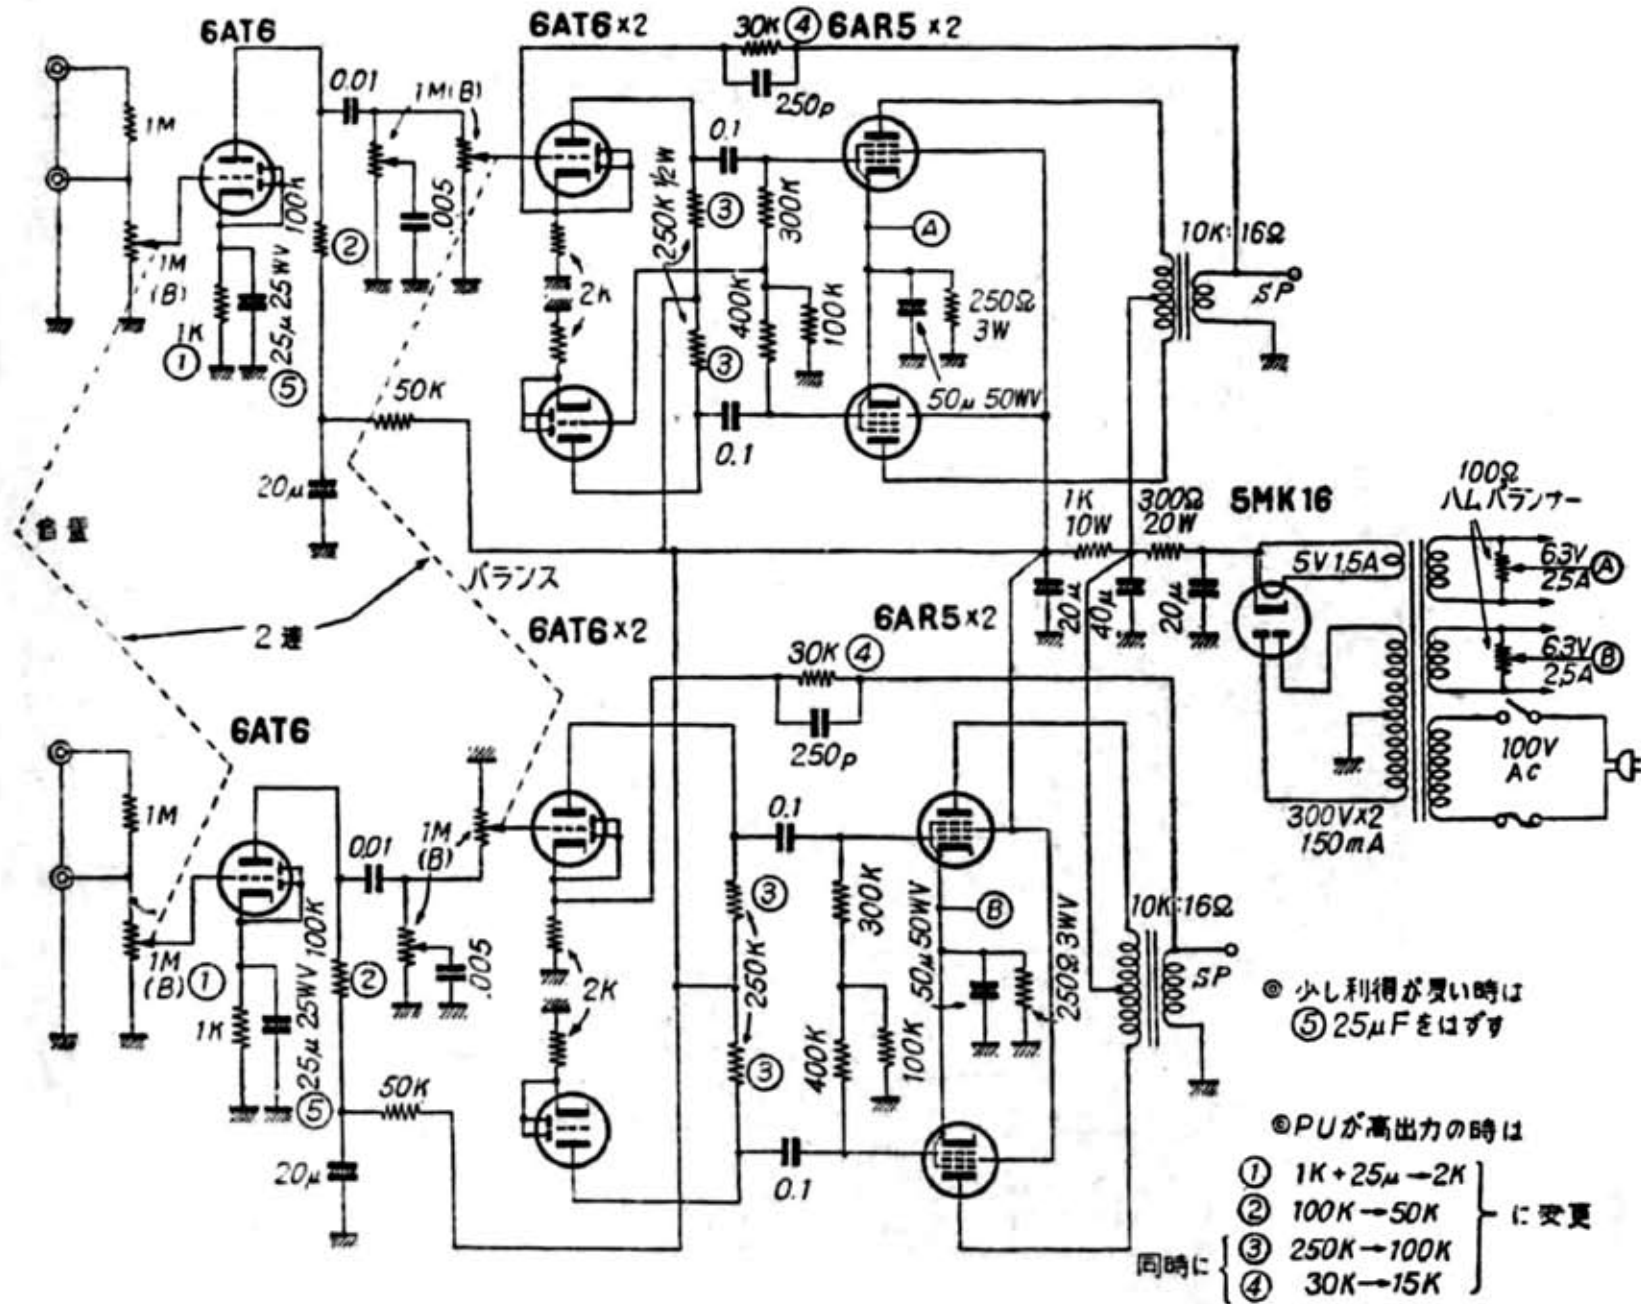 6AT6
6AT6×2
30K ④
6AR5×2
250p
1M
0.01
1M(B)
.005
100K
②
1M
(B)
1K
①
25μ 25WV
⑤
50K
20μ
2K
250K ½W
③
③
0.1
0.1
300K
400K
100K
Ⓐ
250Ω
3W
50μ 50WV
10K:16Ω
SP
音量
2連
バランス
1K
10W
300Ω
20W
20μ
40μ
20μ
5MK16
5V 1.5A
100Ω
ハムバランサー
6.3V
2.5A
Ⓐ
6.3V
2.5A
Ⓑ
100V
AC
300V×2
150mA
6AT6
6AT6×2
30K ④
6AR5×2
250p
1M
1M
(B)
①
1K
25μ 25WV
⑤
100K
②
0.01
1M
(B)
.005
50K
20μ
2K
③
250K
③
0.1
0.1
300K
400K
100K
Ⓑ
50μ 50WV
250Ω 3WV
10K:16Ω
SP
◎ 少し利得が
い時は
⑤ 25μFをはずす
◎PUが高出力の時は
① 1K+25μ→2K
② 100K→50K
に変更
同時に
③ 250K→100K
④ 30K→15K